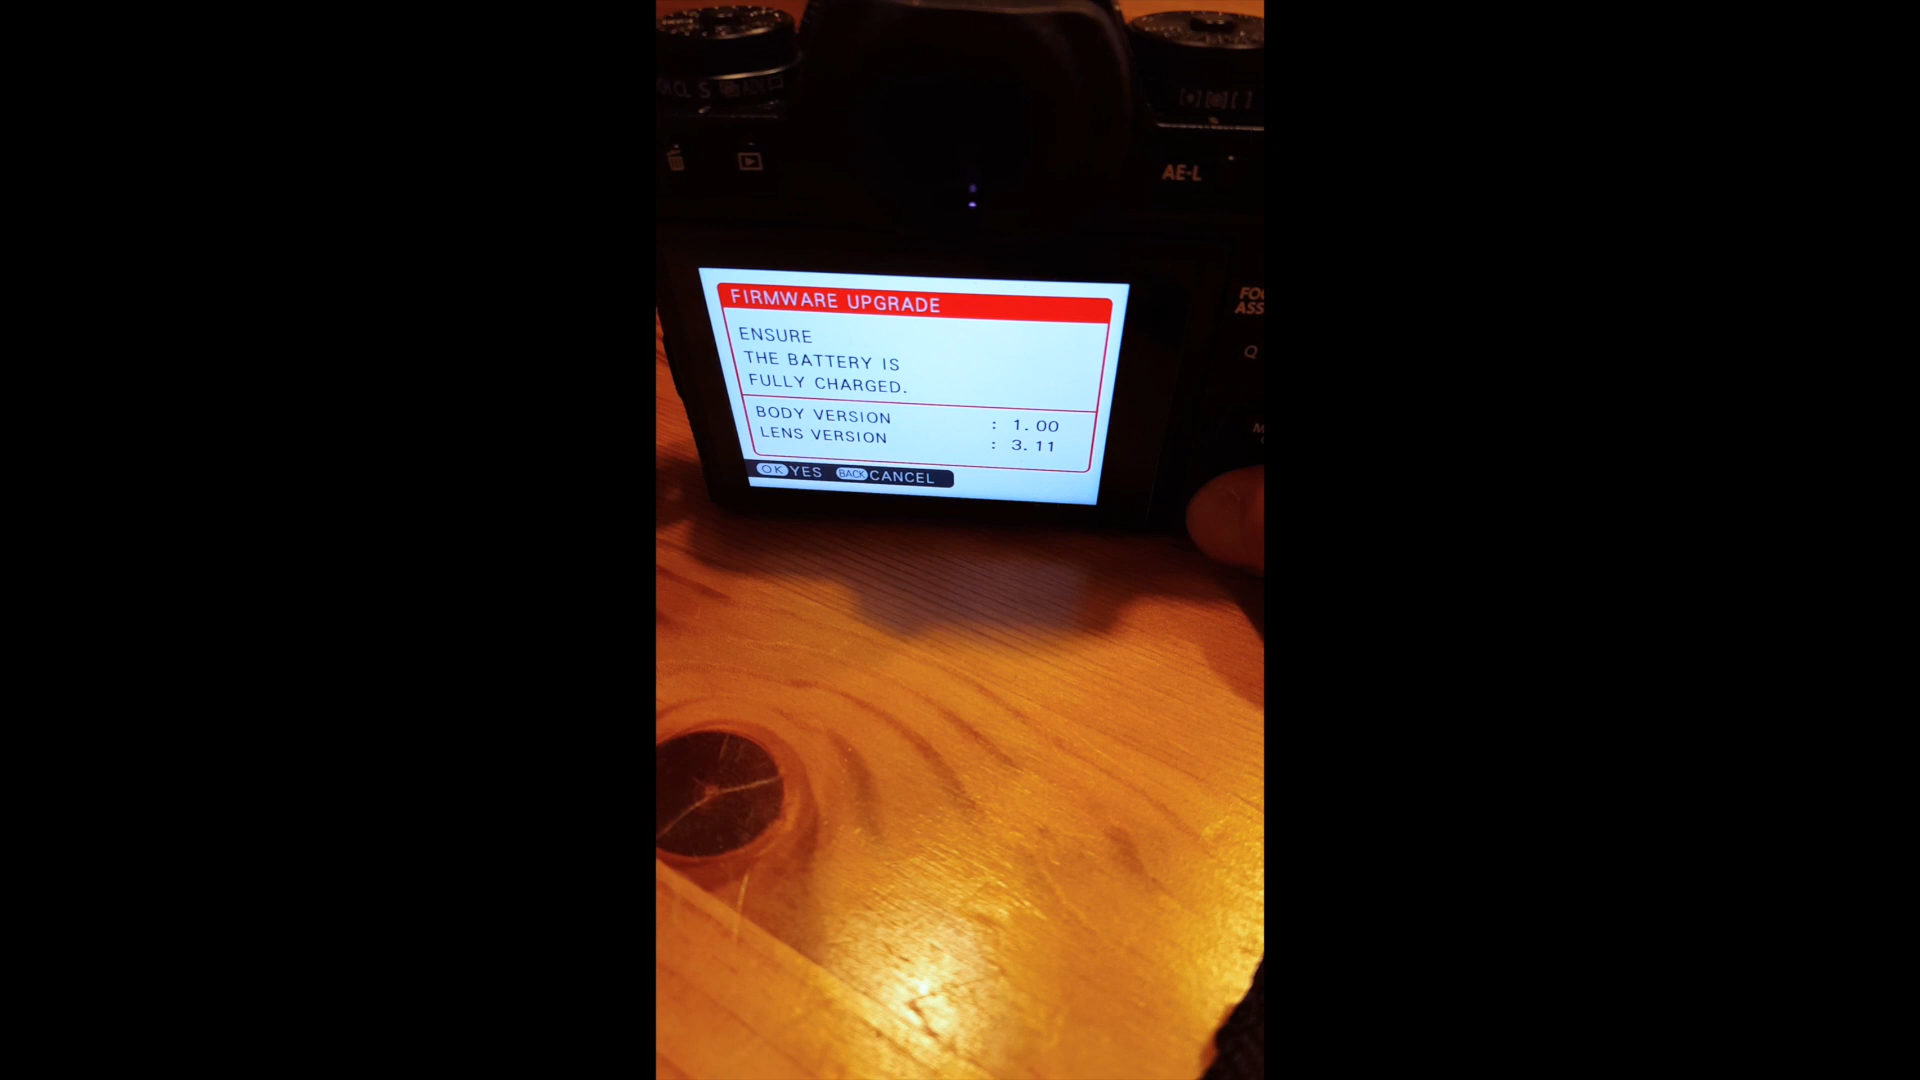 CL S
AE-L
FIRMWARE UPGRADE
ENSURE
THE BATTERY IS
FULLY CHARGED.
BODY VERSION : 1.00
LENS VERSION : 3.11
OK YES BACK CANCEL
Q